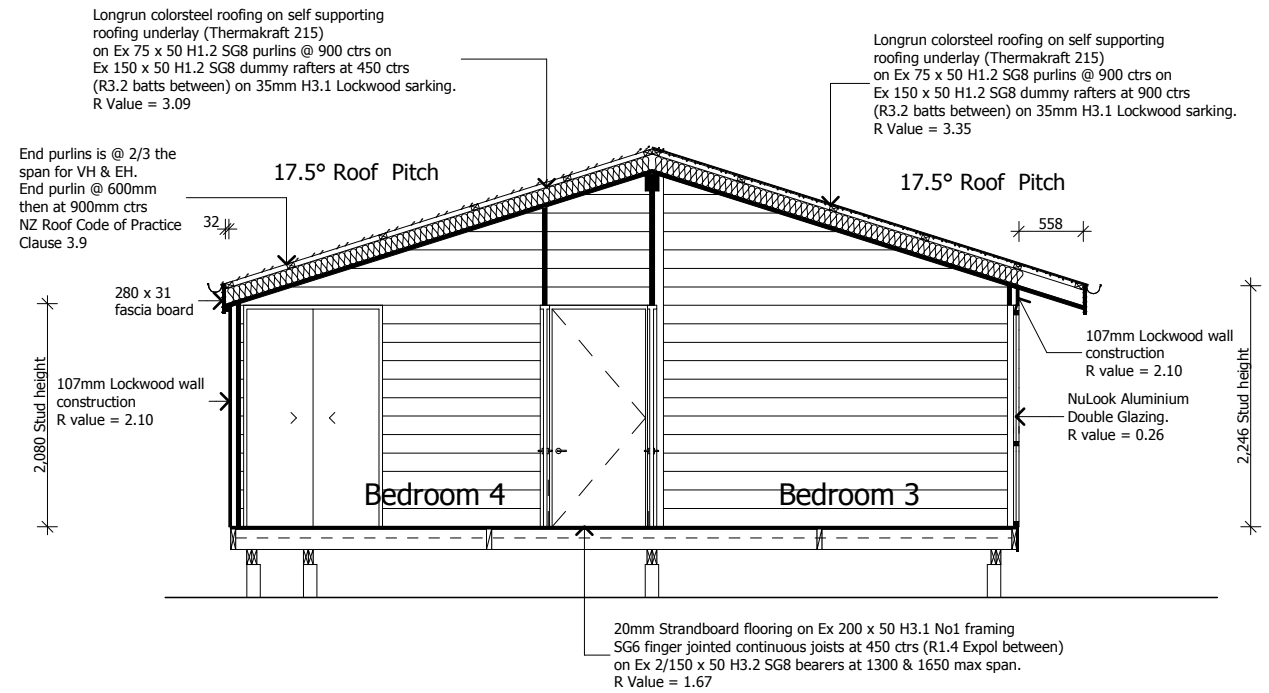 Longrun colorsteel roofing on self supporting
roofing underlay (Thermakraft 215)
on Ex 75 x 50 H1.2 SG8 purlins @ 900 ctrs on
Ex 150 x 50 H1.2 SG8 dummy rafters at 450 ctrs
(R3.2 batts between) on 35mm H3.1 Lockwood sarking.
R Value = 3.09
Longrun colorsteel roofing on self supporting
roofing underlay (Thermakraft 215)
on Ex 75 x 50 H1.2 SG8 purlins @ 900 ctrs on
Ex 150 x 50 H1.2 SG8 dummy rafters at 900 ctrs
(R3.2 batts between) on 35mm H3.1 Lockwood sarking.
R Value = 3.35
End purlins is @ 2/3 the
span for VH & EH.
End purlin @ 600mm
then at 900mm ctrs
NZ Roof Code of Practice
Clause 3.9
17.5° Roof Pitch
17.5° Roof Pitch
32
558
280 x 31
fascia board
107mm Lockwood wall
construction
R value = 2.10
2,080 Stud height
107mm Lockwood wall
construction
R value = 2.10
NuLook Aluminium
Double Glazing.
R value = 0.26
2,246 Stud height
Bedroom 4
Bedroom 3
20mm Strandboard flooring on Ex 200 x 50 H3.1 No1 framing
SG6 finger jointed continuous joists at 450 ctrs (R1.4 Expol between)
on Ex 2/150 x 50 H3.2 SG8 bearers at 1300 & 1650 max span.
R Value = 1.67